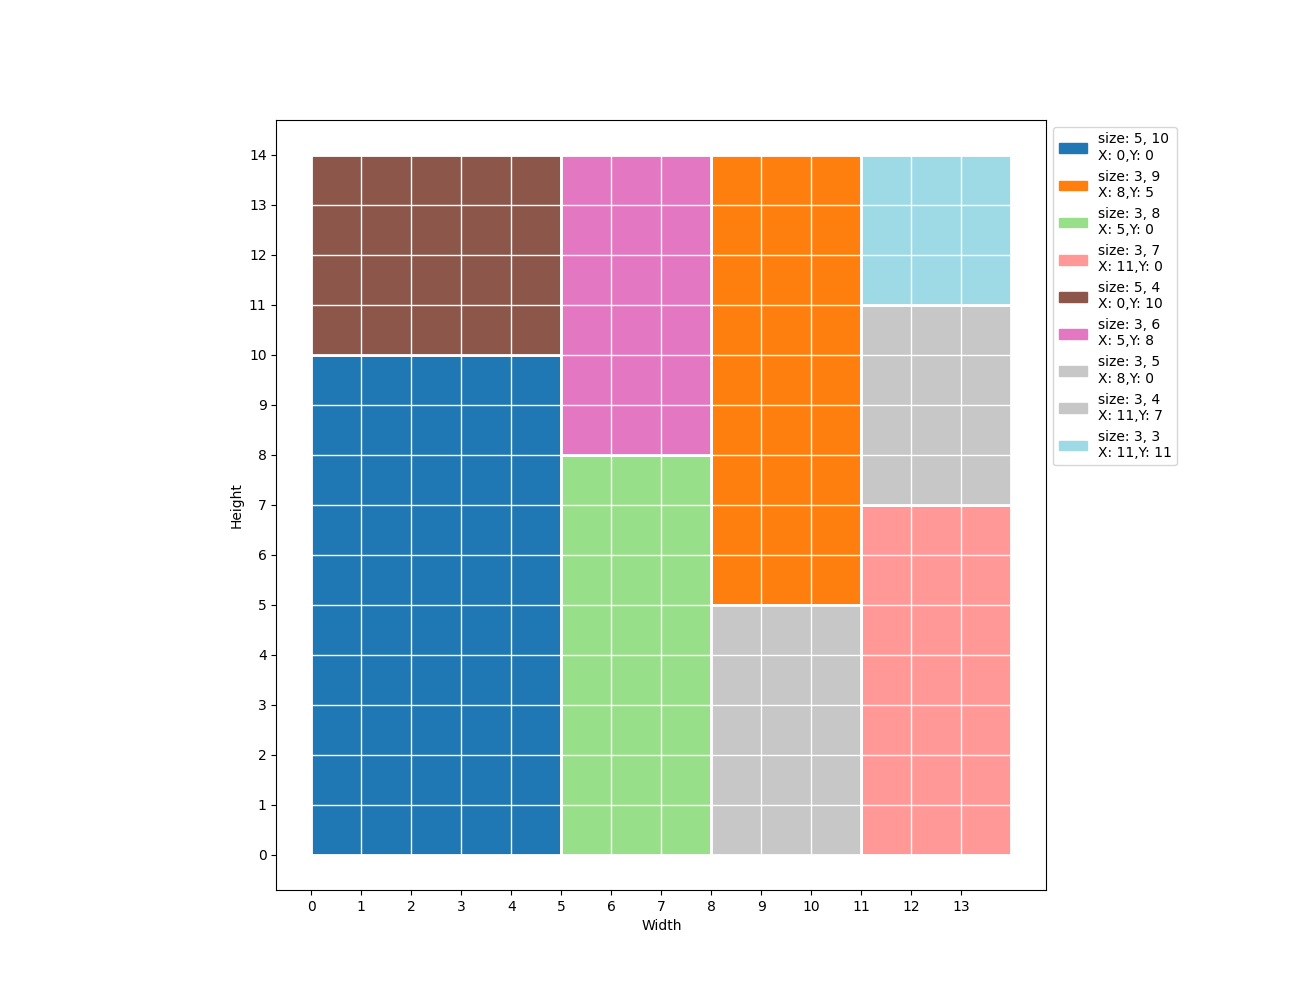 14
13
12
11
10
9
8
7
6
5
4
3
2
1
0
Height
0 1 2 3 4 5 6 7 8 9 10 11 12 13
Width
size: 5, 10
X: 0,Y: 0
size: 3, 9
X: 8,Y: 5
size: 3, 8
X: 5,Y: 0
size: 3, 7
X: 11,Y: 0
size: 5, 4
X: 0,Y: 10
size: 3, 6
X: 5,Y: 8
size: 3, 5
X: 8,Y: 0
size: 3, 4
X: 11,Y: 7
size: 3, 3
X: 11,Y: 11